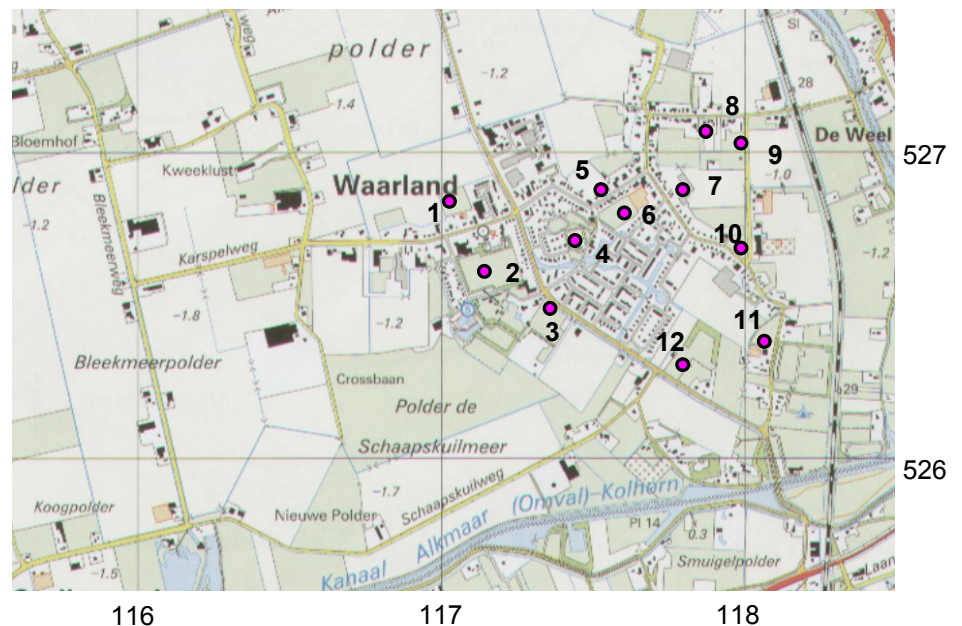 polder
weg
Sl
-1.2
28
-1.4
8
Bloemhof
De Weel
527
9
Kweeklust
5
-1.0
lder
Waarland
7
1
6
-1.2
10
-1.2
Bleekmeerweg
Karspelweg
4
2
-1.8
-1.2
3
11
12
Bleekmeerpolder
Crossbaan
29
Polder de
Schaapskuilmeer
526
-1.7
Schaapskuilweg
(Omval)-Kolhorn
Koogpolder
Nieuwe Polder
Alkmaar
Pl 14
0.3
Kanaal
Smuigelpolder
-1.5
Laan
116
117
118